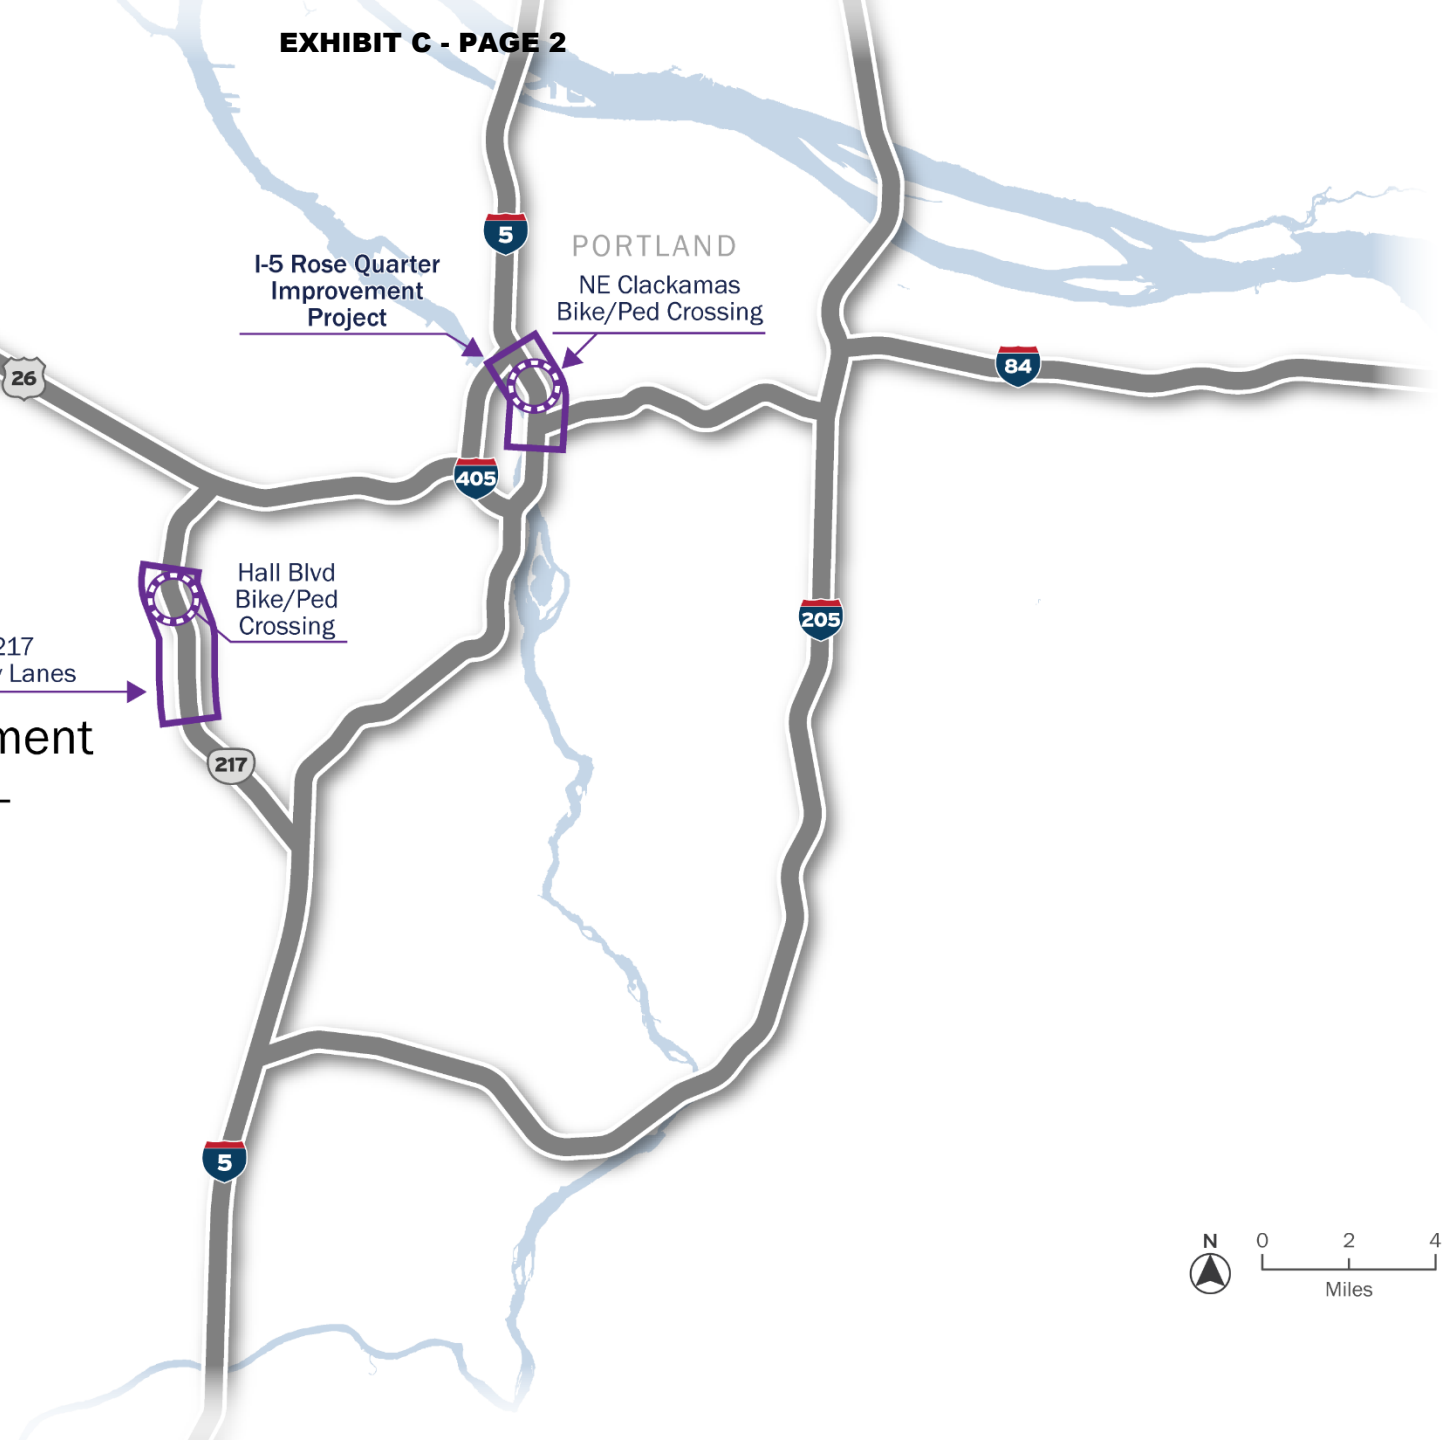 EXHIBIT C - PAGE 2
5
PORTLAND
I-5 Rose Quarter
Improvement
Project
NE Clackamas
Bike/Ped Crossing
26
84
405
Hall Blvd
Bike/Ped
Crossing
205
217
Lanes
217
5
N
0 2 4
Miles